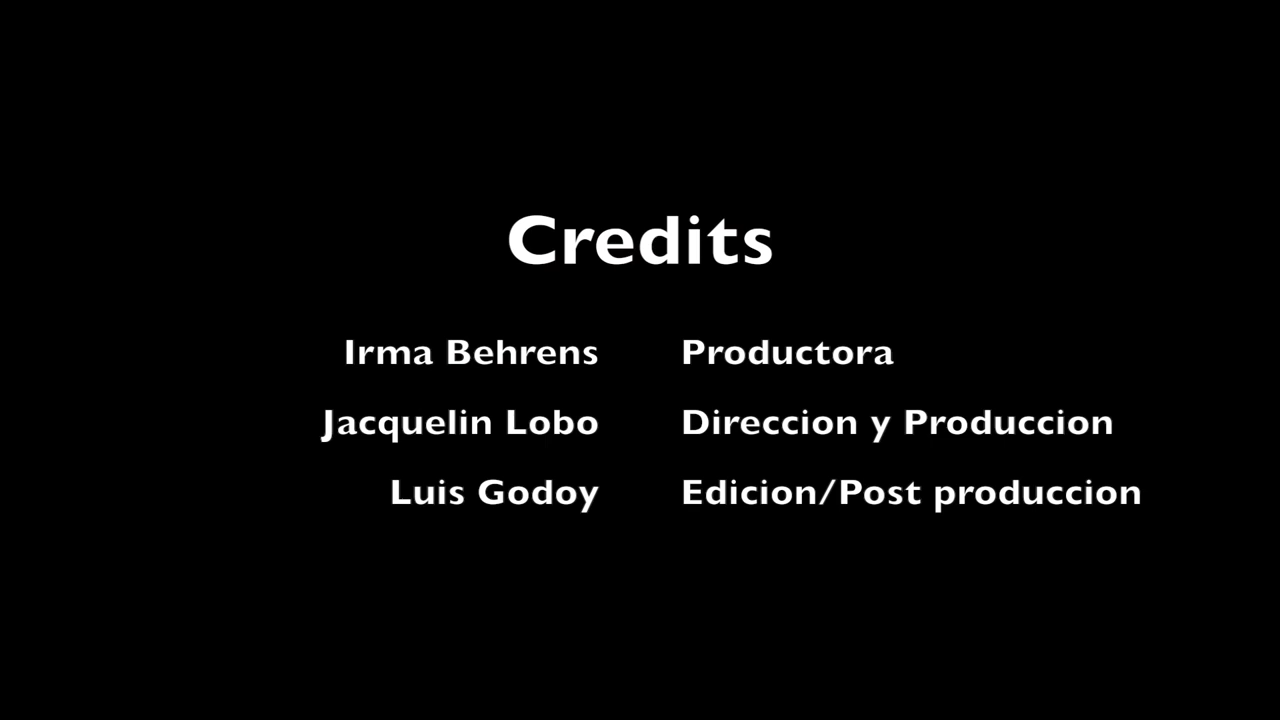 Credits
Irma Behrens Productora
Jacquelin Lobo Direccion y Produccion
Luis Godoy Edicion/Post produccion